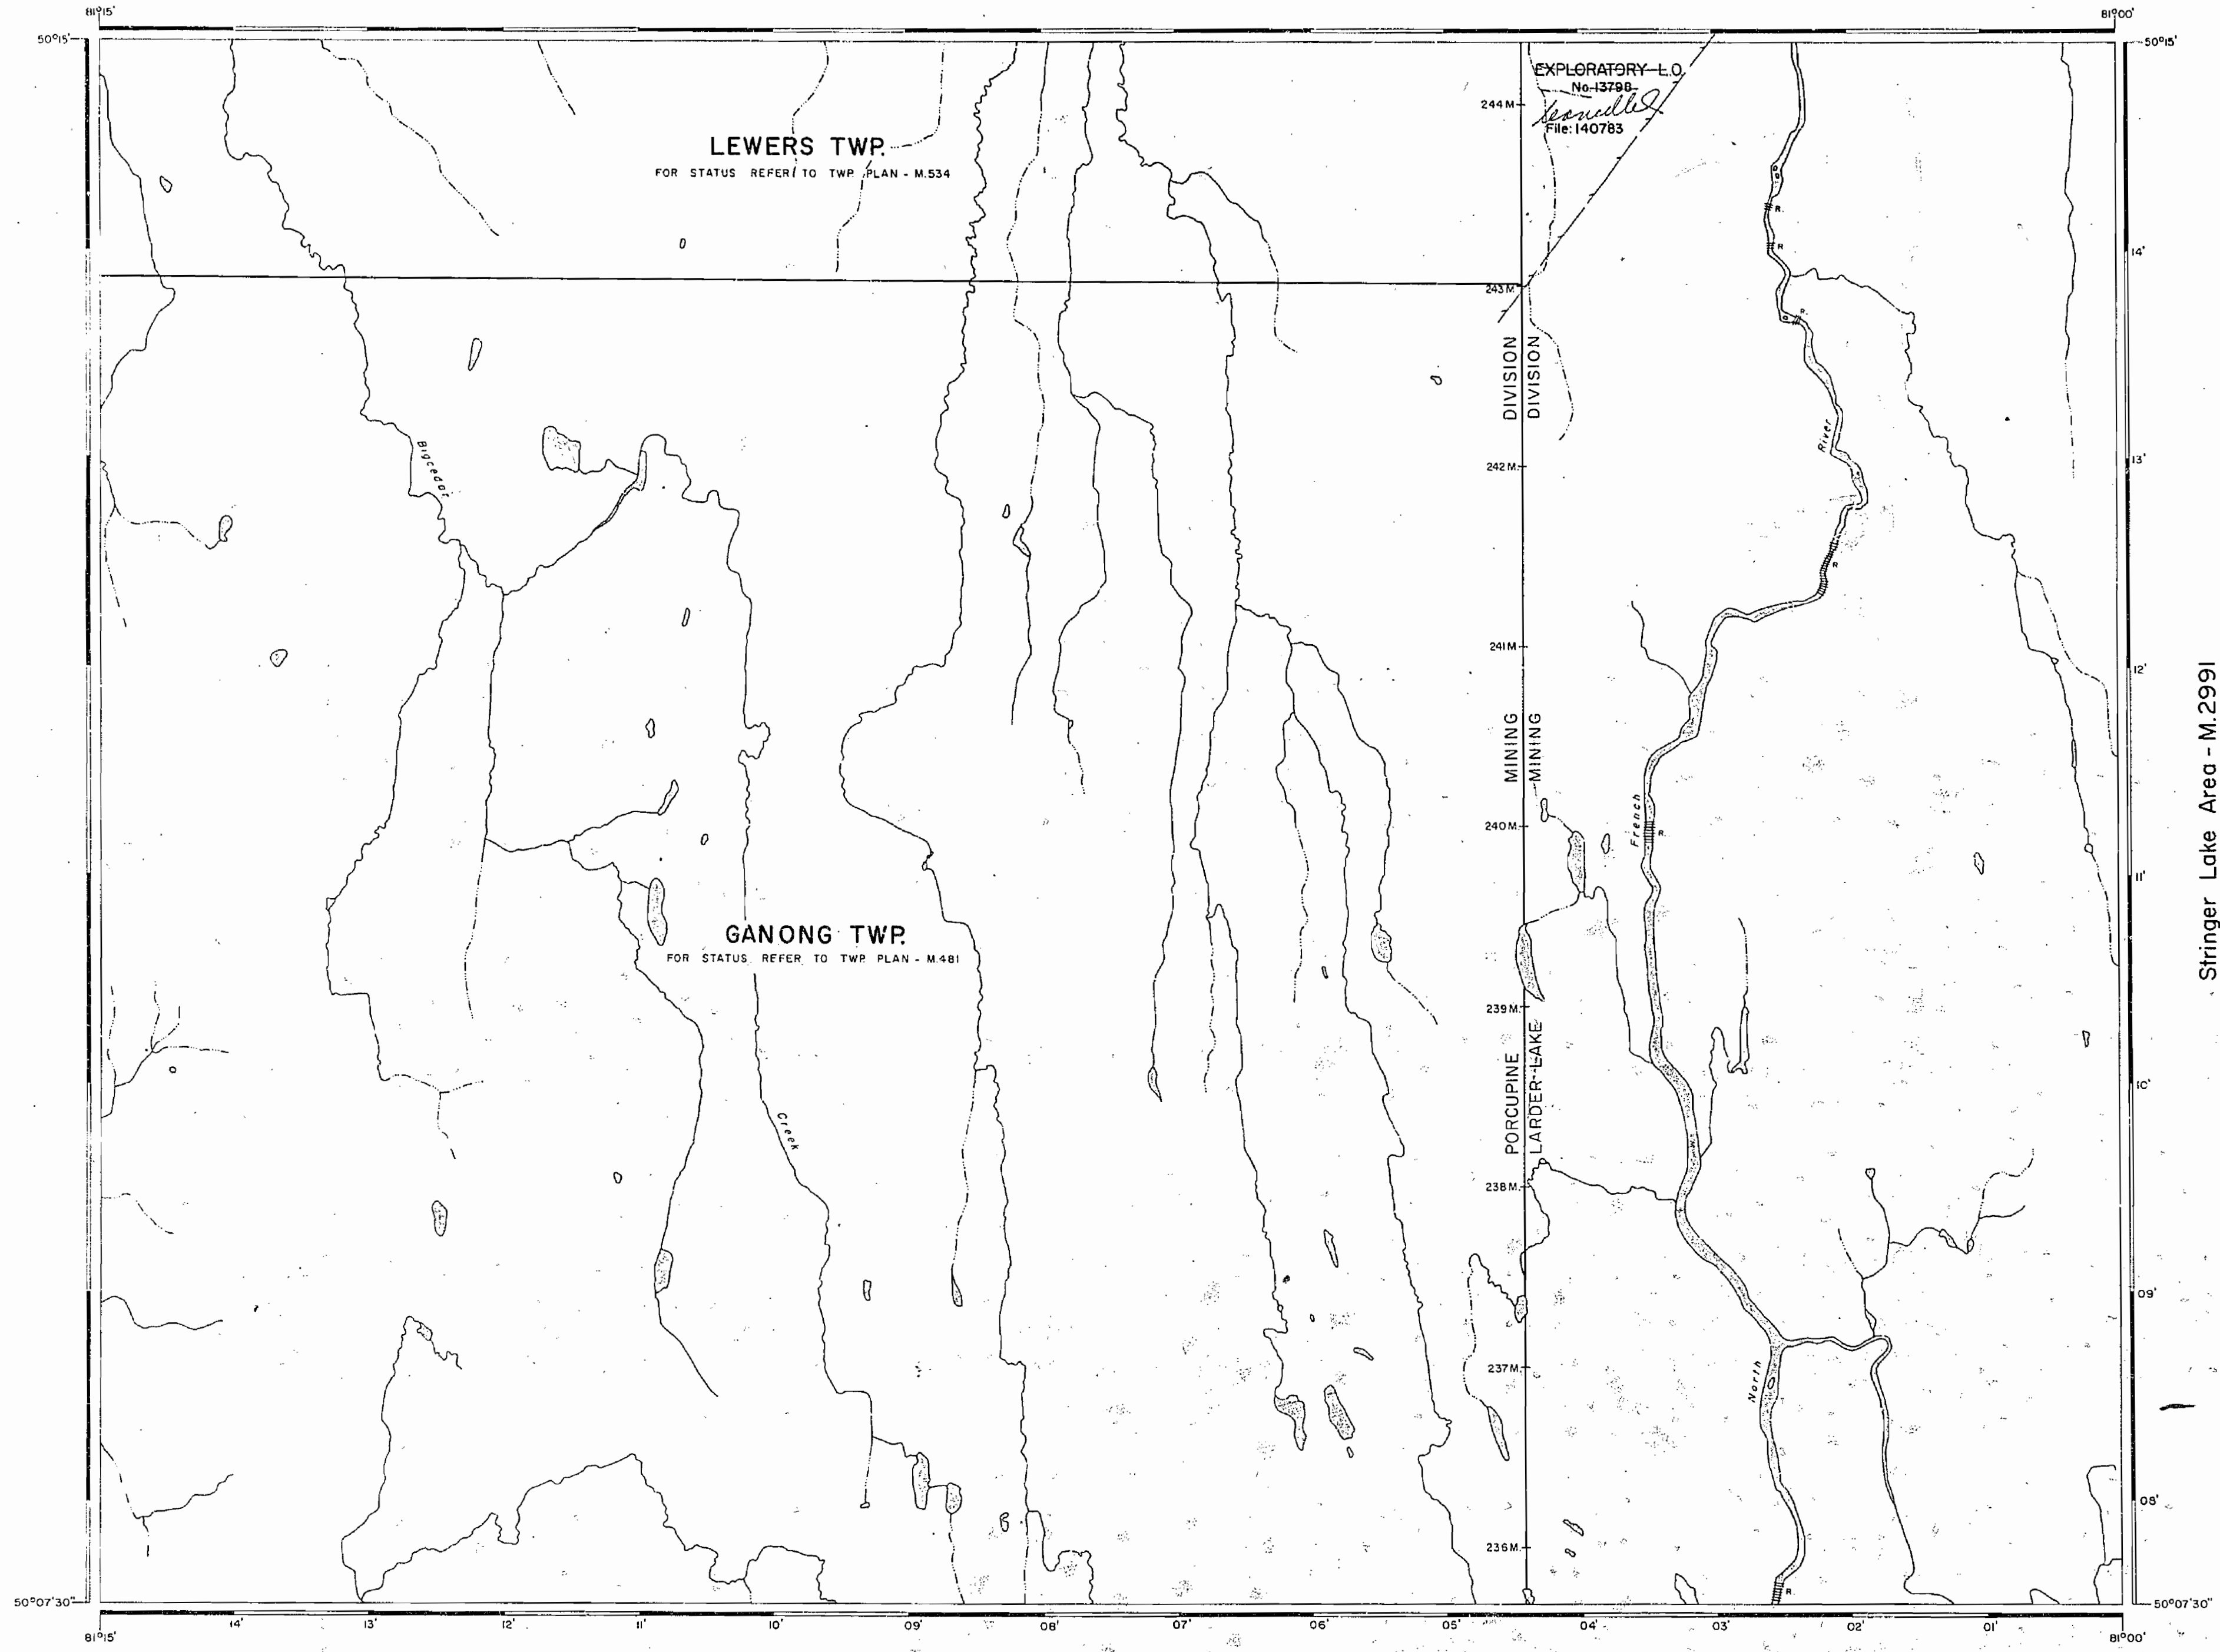 81°15'
81°00'
50°15'
50°15'
EXPLORATORY L.O.
No. 13798
File: 140783
244M
LEWERS TWP.
FOR STATUS REFER TO TWP. PLAN - M.534
R.
R
14'
243M
R.
DIVISION
DIVISION
River
Bigcedar
242M
13'
R
241M
12'
Stringer Lake Area - M.2991
MINING
MINING
French
240M
R.
11'
GANONG TWP.
FOR STATUS REFER TO TWP. PLAN - M.481
239M
PORCUPINE
LARDER LAKE
10'
Creek
238M
09'
237M
North
08'
236M
R.
50°07'30"
50°07'30"
81°15'
14'
13'
12'
11'
10'
09'
08'
07'
06'
05'
04'
03'
02'
01'
81°00'